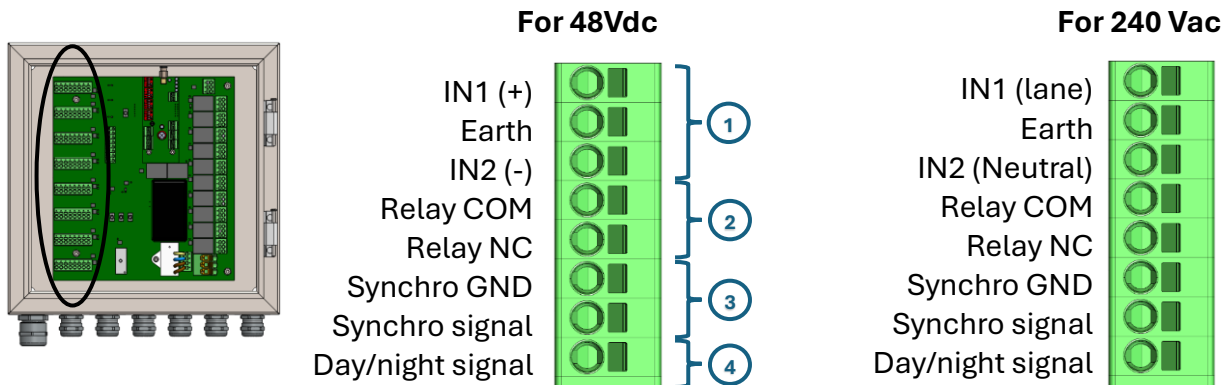 For 48Vdc
IN1 (+)
Earth
IN2 (-)
Relay COM
Relay NC
Synchro GND
Synchro signal
Day/night signal
1
2
3
4
For 240 Vac
IN1 (lane)
Earth
IN2 (Neutral)
Relay COM
Relay NC
Synchro GND
Synchro signal
Day/night signal